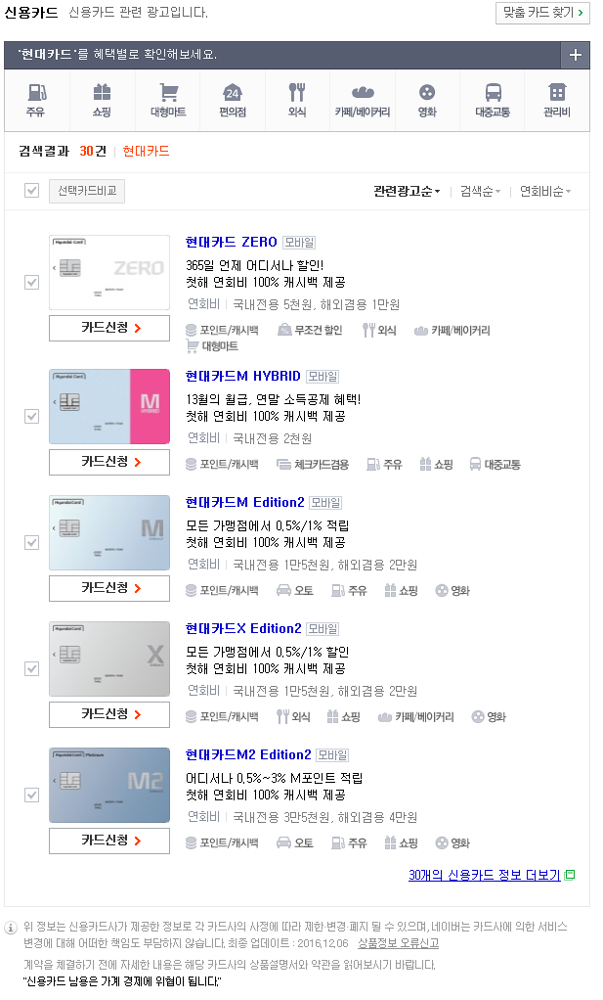 신용카드 신용카드 관련 광고입니다. 맞춤 카드 찾기
'현대카드'를 혜택별로 확인해보세요.
주유 쇼핑 대형마트 24 편의점 외식 카페/베이커리 영화 대중교통 관리비
검색결과 30건 현대카드
선택카드비교 관련광고순 검색순 연회비순
HyundaiCard
ZERO
카드신청
현대카드 ZERO 모바일
365일 언제 어디서나 할인!
첫해 연회비 100% 캐시백 제공
연회비 국내전용 5천원, 해외겸용 1만원
포인트/캐시백 무조건 할인 외식 카페/베이커리
대형마트
HyundaiCard
M
HYBRID
카드신청
현대카드M HYBRID 모바일
13월의 월급, 연말 소득공제 혜택!
첫해 연회비 100% 캐시백 제공
연회비 국내전용 2천원
포인트/캐시백 체크카드겸용 주유 쇼핑 대중교통
HyundaiCard
M
카드신청
현대카드M Edition2 모바일
모든 가맹점에서 0.5%/1% 적립
첫해 연회비 100% 캐시백 제공
연회비 국내전용 1만5천원, 해외겸용 2만원
포인트/캐시백 오토 주유 쇼핑 영화
HyundaiCard
X
카드신청
현대카드X Edition2 모바일
모든 가맹점에서 0.5%/1% 할인
첫해 연회비 100% 캐시백 제공
연회비 국내전용 1만5천원, 해외겸용 2만원
포인트/캐시백 외식 쇼핑 카페/베이커리 영화
HyundaiCard Platinum
M2
카드신청
현대카드M2 Edition2 모바일
어디서나 0.5%~3% M포인트 적립
첫해 연회비 100% 캐시백 제공
연회비 국내전용 3만5천원, 해외겸용 4만원
포인트/캐시백 오토 주유 쇼핑 영화
30개의 신용카드 정보 더보기
위 정보는 신용카드사가 제공한 정보로 각 카드사의 사정에 따라 제한·변경·폐지 될 수 있으며, 네이버는 카드사에 의한 서비스
변경에 대해 어떠한 책임도 부담하지 않습니다. 최종 업데이트 : 2016.12.06 상품정보 오류신고
계약을 체결하기 전에 자세한 내용은 해당 카드사의 상품설명서와 약관을 읽어보시기 바랍니다.
"신용카드 남용은 가계 경제에 위협이 됩니다."